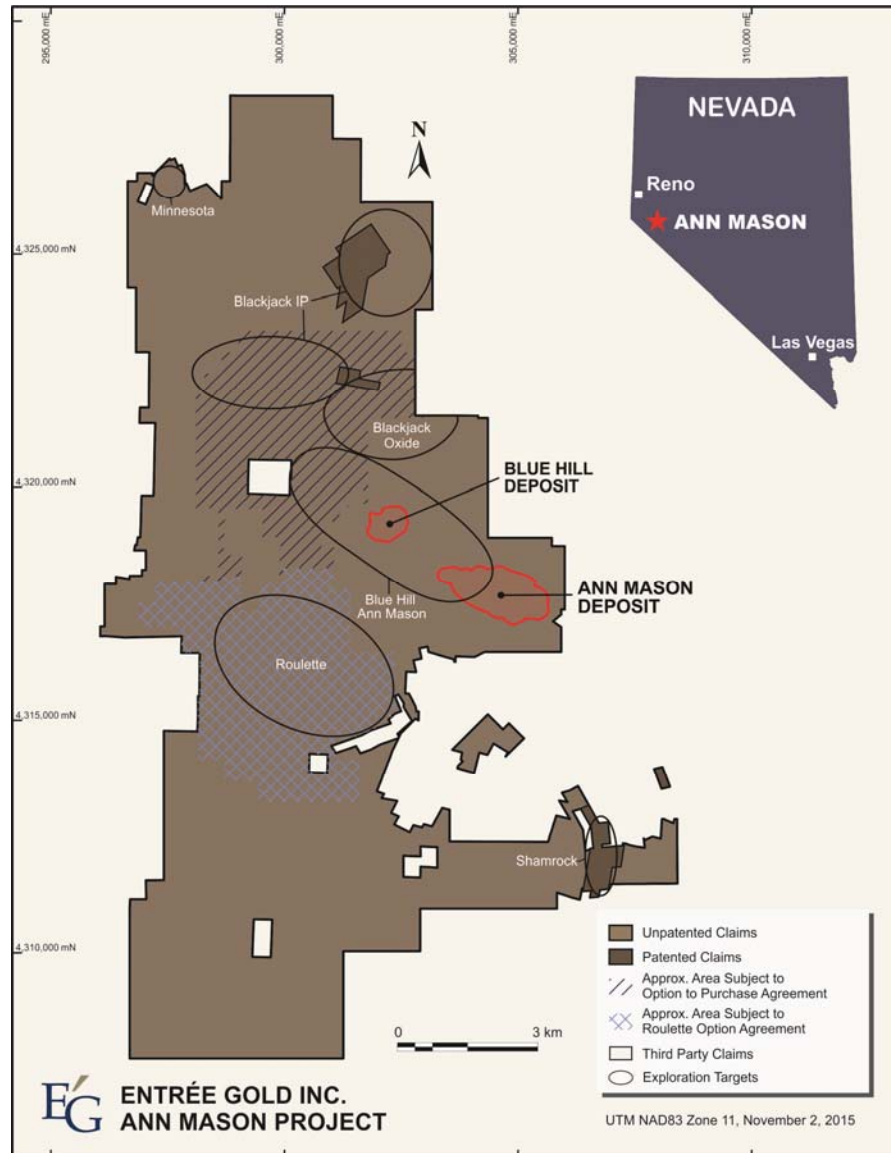 295,000 mE
300,000 mE
305,000 mE
310,000 mE
N
NEVADA
Reno
ANN MASON
Las Vegas
Minnesota
4,325,000 mN
Blackjack IP
Blackjack
Oxide
4,320,000 mN
BLUE HILL
DEPOSIT
ANN MASON
DEPOSIT
Blue Hill
Ann Mason
Roulette
4,315,000 mN
Shamrock
4,310,000 mN
Unpatented Claims
Patented Claims
Approx. Area Subject to
Option to Purchase Agreement
Approx. Area Subject to
Roulette Option Agreement
Third Party Claims
Exploration Targets
0 3 km
EG
ENTRÉE GOLD INC.
ANN MASON PROJECT
UTM NAD83 Zone 11, November 2, 2015